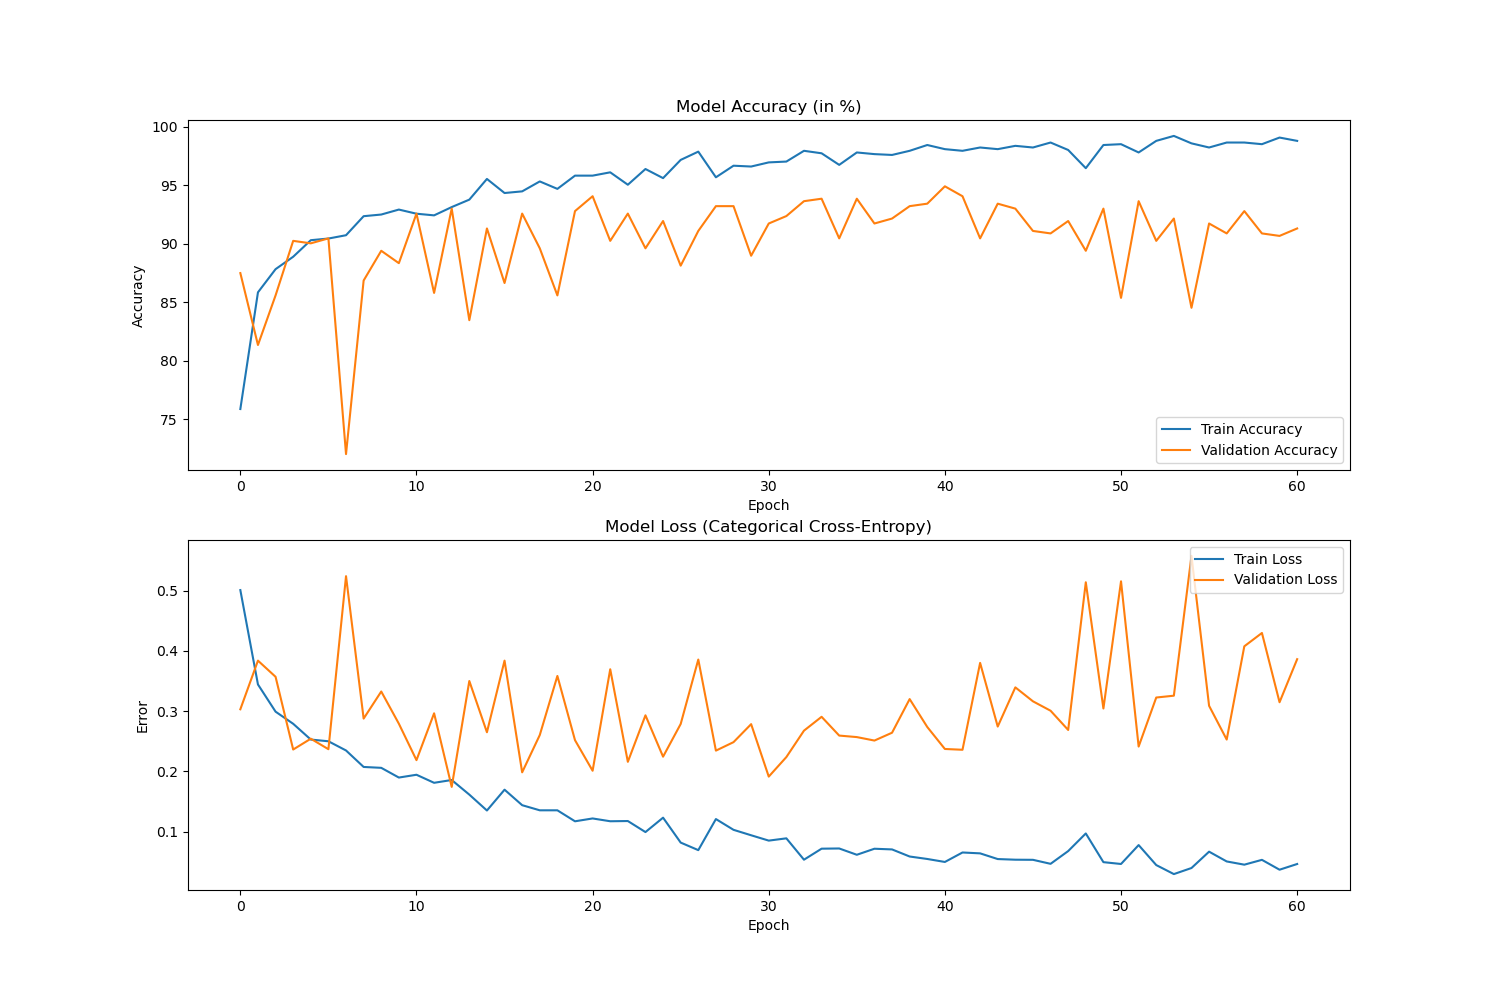 Model Accuracy (in %)
100
95
90
85
80
75
Accuracy
Train Accuracy
Validation Accuracy
0 10 20 30 40 50 60
Epoch
Model Loss (Categorical Cross-Entropy)
Train Loss
Validation Loss
0.5
0.4
0.3
0.2
0.1
Error
0 10 20 30 40 50 60
Epoch